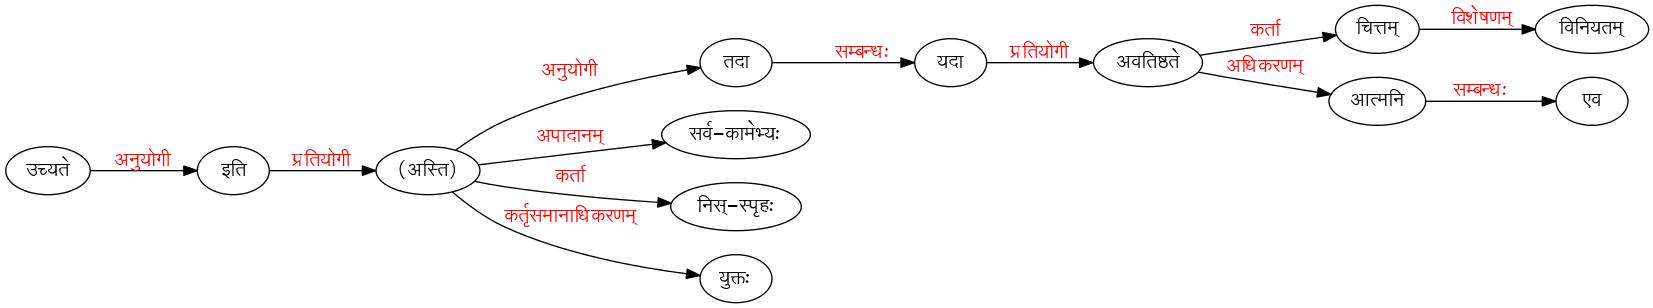 उच्यते
अनुयोगी
इति
प्रतियोगी
(अस्ति)
अनुयोगी
तदा
सम्बन्धः
यदा
प्रतियोगी
अवतिष्ठते
कर्ता
चित्तम्
विशेषणम्
विनियतम्
अधिकरणम्
आत्मनि
सम्बन्धः
एव
अपादानम्
सर्व-कामेभ्यः
कर्ता
निस्-स्पृहः
कर्तृसमानाधिकरणम्
युक्तः